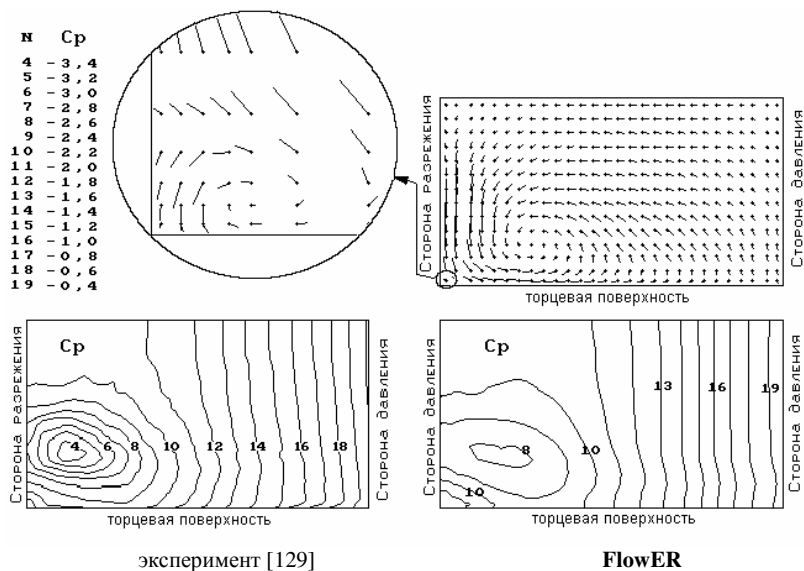 N Cp
4 -3,4
5 -3,2
6 -3,0
7 -2,8
8 -2,6
9 -2,4
10 -2,2
11 -2,0
12 -1,8
13 -1,6
14 -1,4
15 -1,2
16 -1,0
17 -0,8
18 -0,6
19 -0,4
Сторона разрежения
Сторона давления
торцевая поверхность
Сторона разрежения
Cp
4 6 8 10 12 14 16 18
Сторона давления
торцевая поверхность
Сторона давления
Cp
13 16 19
8 10
10
Сторона давления
торцевая поверхность
эксперимент [129]
FlowER